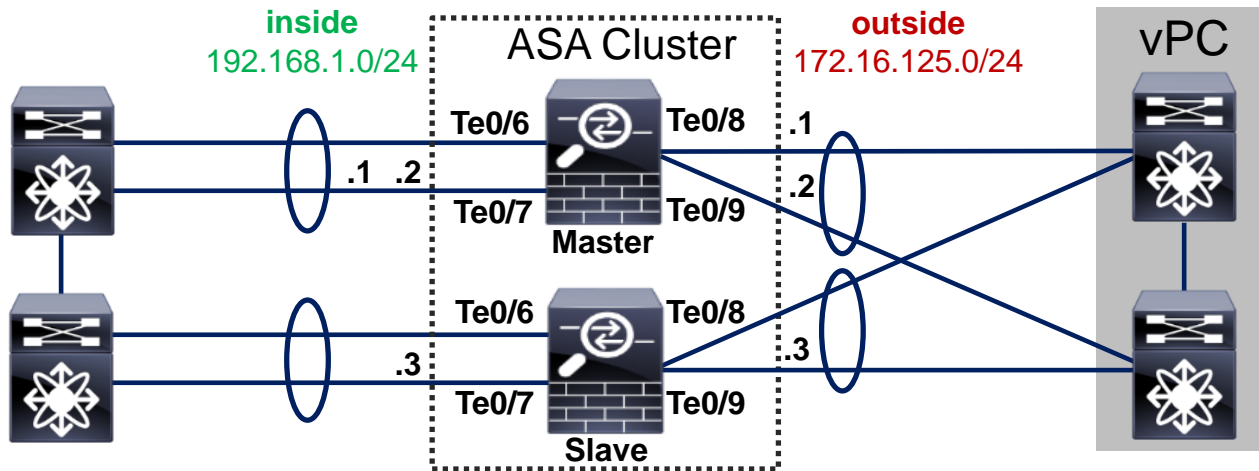 inside
192.168.1.0/24
ASA Cluster
outside
172.16.125.0/24
vPC
Te0/6
Te0/8
.1
.1
.2
.2
Te0/7
Te0/9
Master
Te0/6
Te0/8
.3
.3
Te0/7
Te0/9
Slave